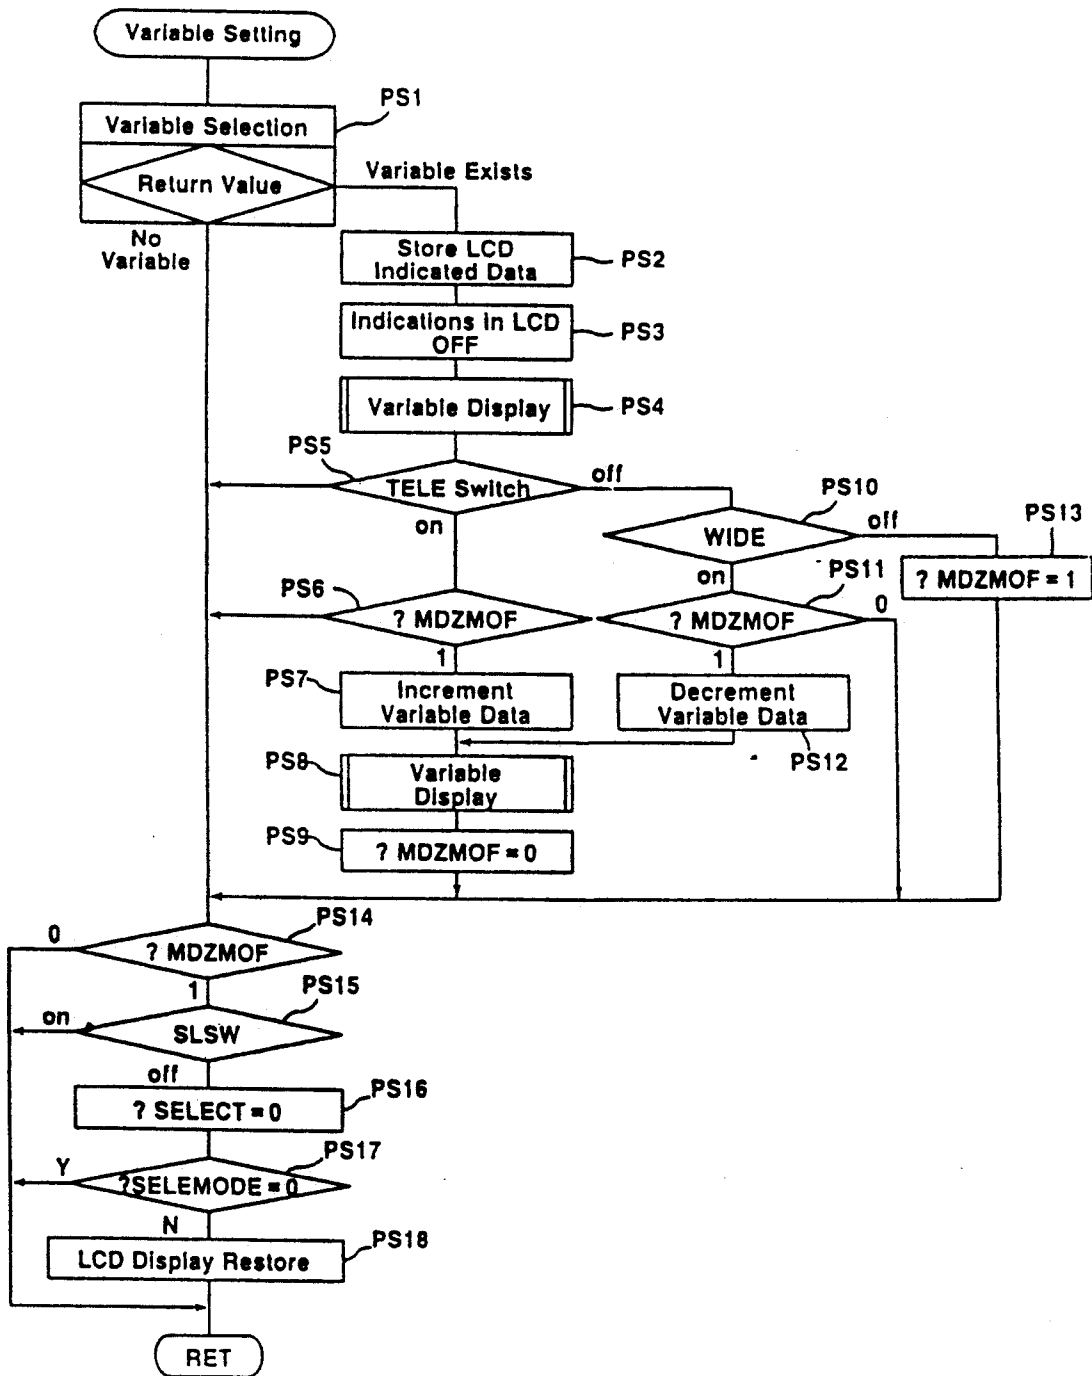 Variable Setting
PS1
Variable Selection
Return Value
Variable Exists
No
Variable
Store LCD
Indicated Data
PS2
Indications in LCD
OFF
PS3
Variable Display
PS4
PS5
TELE Switch
off
on
PS10
WIDE
off
on
PS13
? MDZMOF = 1
PS6
? MDZMOF
1
PS11
? MDZMOF
0
1
PS7
Increment
Variable Data
Decrement
Variable Data
PS12
PS8
Variable
Display
PS9
? MDZMOF = 0
PS14
0
? MDZMOF
1
PS15
on
SLSW
off
PS16
? SELECT = 0
PS17
Y
?SELEMODE = 0
N
PS18
LCD Display Restore
RET